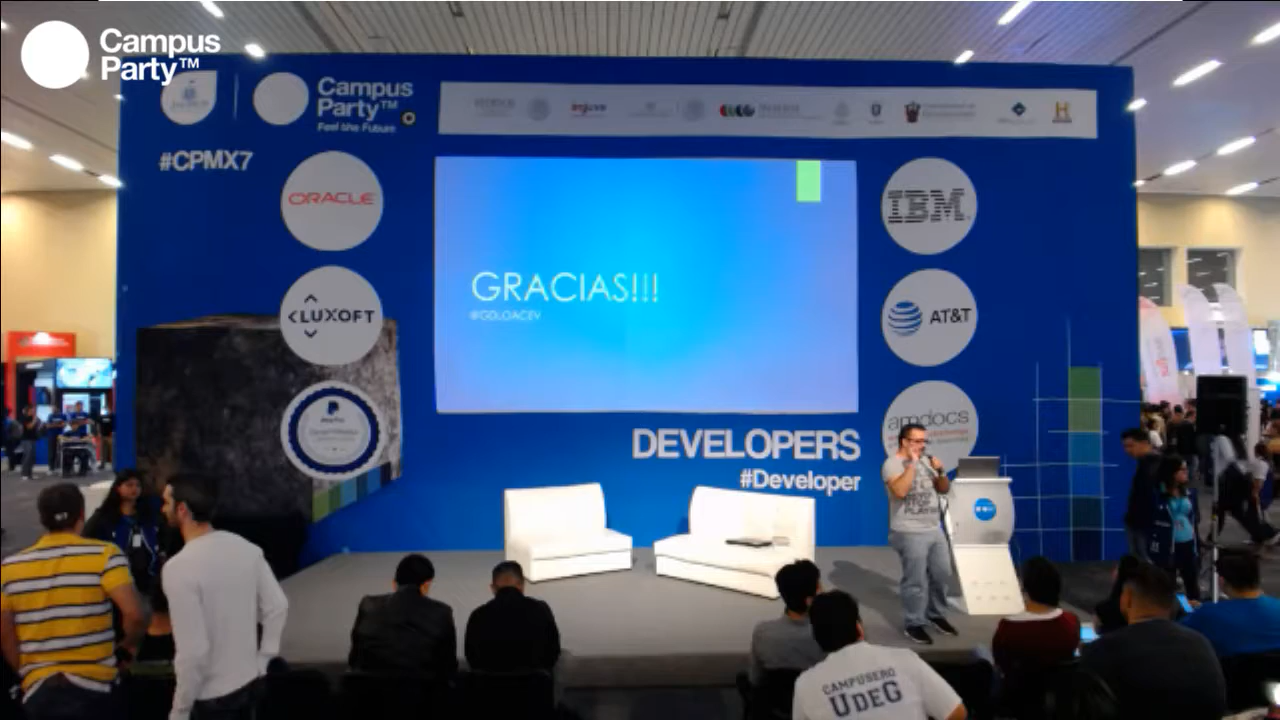 Campus
Party™
Campus
Party™
Feel the Future
#CPMX7
ORACLE
IBM
GRACIAS!!!
@GDLOACEV
<LUXOFT
AT&T
PayPal
amdocs
DEVELOPERS
#Developer
CAMPUSERO
UdeG